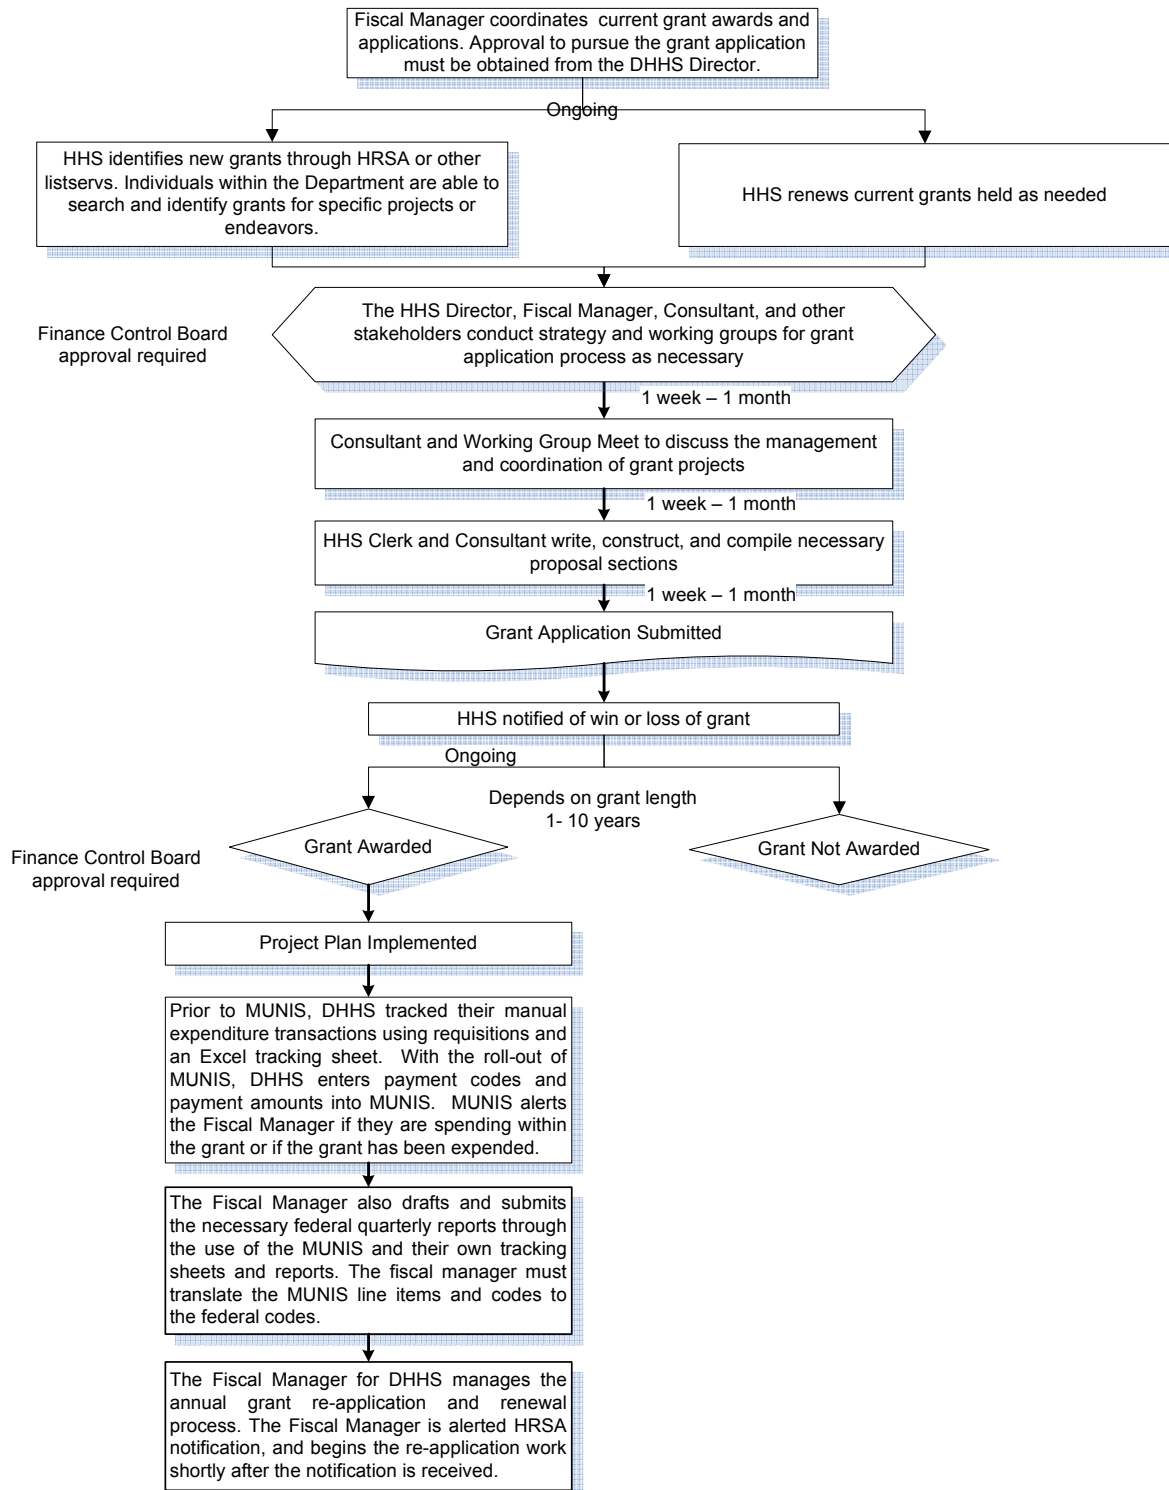 Fiscal Manager coordinates current grant awards and
applications. Approval to pursue the grant application
must be obtained from the DHHS Director.
Ongoing
HHS identifies new grants through HRSA or other
listservs. Individuals within the Department are able to
search and identify grants for specific projects or
endeavors.
HHS renews current grants held as needed
Finance Control Board
approval required
The HHS Director, Fiscal Manager, Consultant, and other
stakeholders conduct strategy and working groups for grant
application process as necessary
1 week – 1 month
Consultant and Working Group Meet to discuss the management
and coordination of grant projects
1 week – 1 month
HHS Clerk and Consultant write, construct, and compile necessary
proposal sections
1 week – 1 month
Grant Application Submitted
HHS notified of win or loss of grant
Ongoing
Depends on grant length
1- 10 years
Grant Awarded
Grant Not Awarded
Finance Control Board
approval required
Project Plan Implemented
Prior to MUNIS, DHHS tracked their manual
expenditure transactions using requisitions and
an Excel tracking sheet. With the roll-out of
MUNIS, DHHS enters payment codes and
payment amounts into MUNIS. MUNIS alerts
the Fiscal Manager if they are spending within
the grant or if the grant has been expended.
The Fiscal Manager also drafts and submits
the necessary federal quarterly reports through
the use of the MUNIS and their own tracking
sheets and reports. The fiscal manager must
translate the MUNIS line items and codes to
the federal codes.
The Fiscal Manager for DHHS manages the
annual grant re-application and renewal
process. The Fiscal Manager is alerted HRSA
notification, and begins the re-application work
shortly after the notification is received.